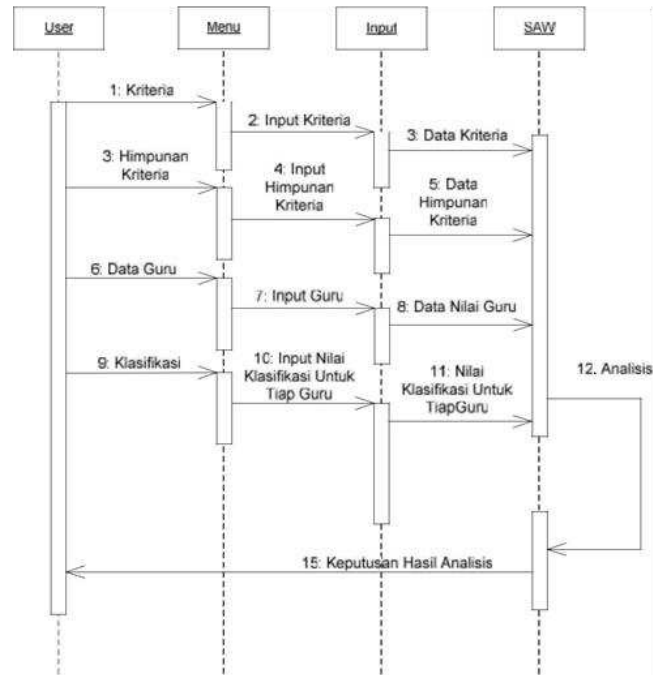 User
Menu
Input
SAW
1: Kriteria
2: Input Kriteria
3: Data Kriteria
3: Himpunan
Kriteria
4: Input
Himpunan
Kriteria
5: Data
Himpunan
Kriteria
6: Data Guru
7: Input Guru
8: Data Nilai Guru
9: Klasifikasi
10: Input Nilai
Klasifikasi Untuk
Tiap Guru
11: Nilai
Klasifikasi Untuk
TiapGuru
12. Analisis
15: Keputusan Hasil Analisis